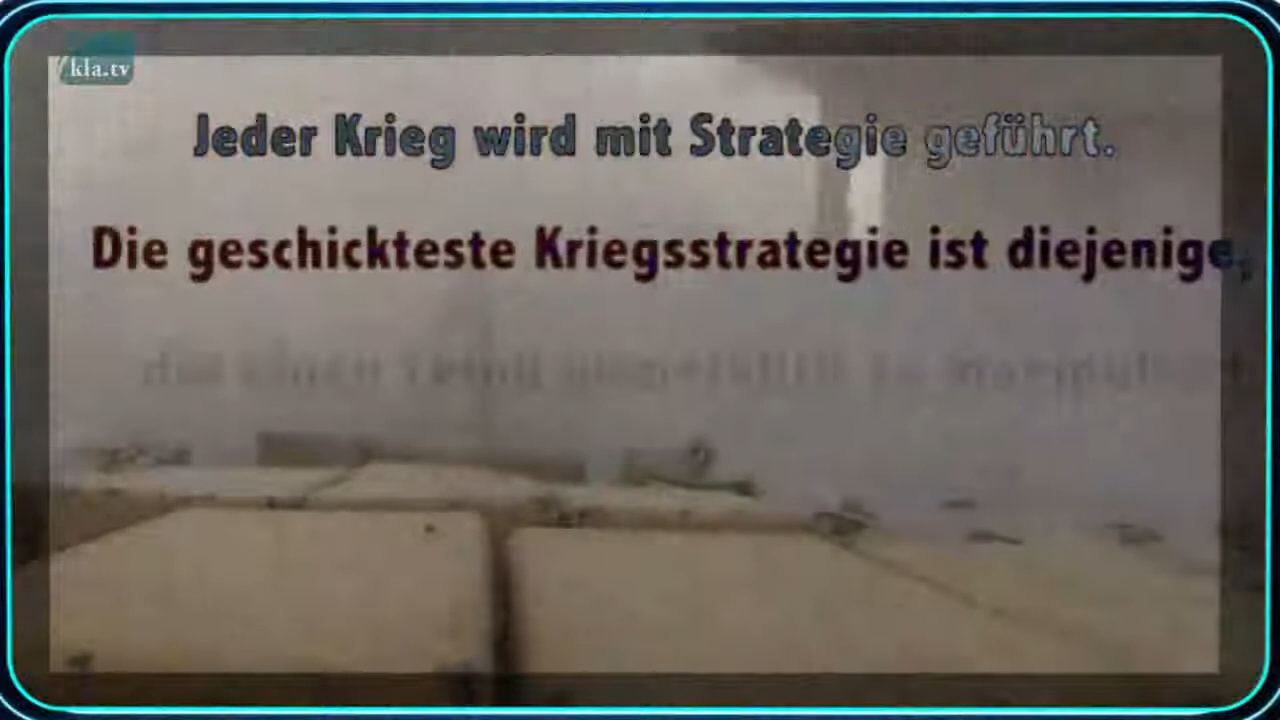 kla.tv
Jeder Krieg wird mit Strategie geführt.
Die geschickteste Kriegsstrategie ist diejenige,